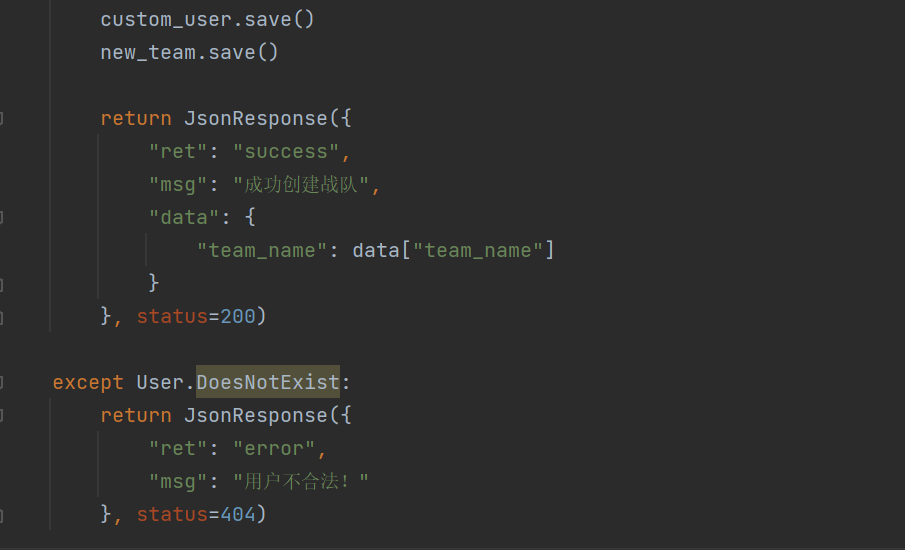 custom_user.save()
new_team.save()
return JsonResponse({
"ret": "success",
"msg": "成功创建战队",
"data": {
"team_name": data["team_name"]
}
}, status=200)
except User.DoesNotExist:
return JsonResponse({
"ret": "error",
"msg": "用户不合法！"
}, status=404)